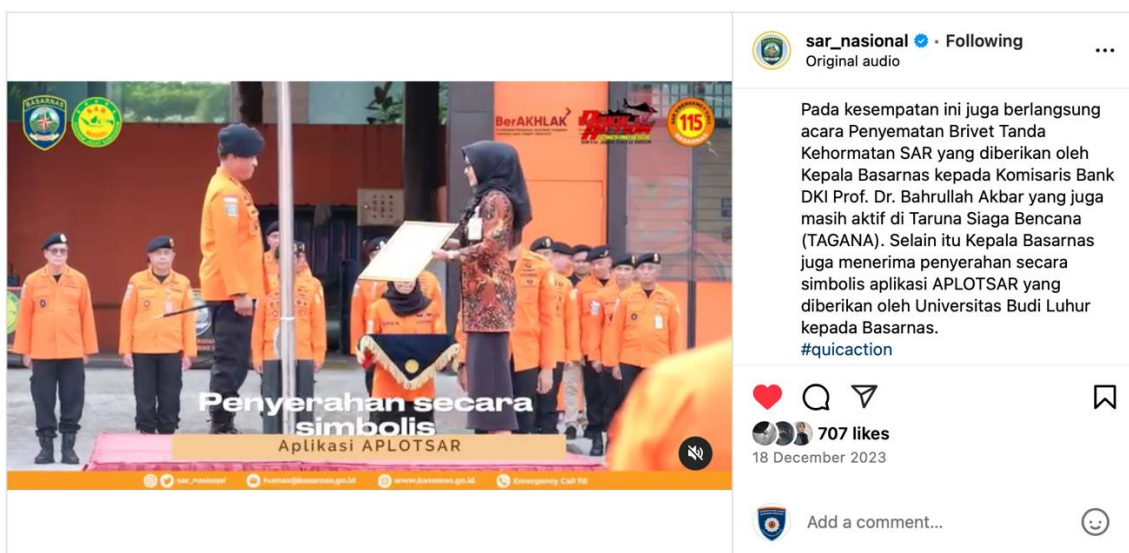 BASARNAS
SAR
BerAKHLAK
115
Penyerahan secara
simbolis
Aplikasi APLOTSAR
sar_nasional
humas@basarnas.go.id
www.basarnas.go.id
Emergency Call 115
sar_nasional · Following
Original audio
Pada kesempatan ini juga berlangsung
acara Penyematan Brivet Tanda
Kehormatan SAR yang diberikan oleh
Kepala Basarnas kepada Komisaris Bank
DKI Prof. Dr. Bahrullah Akbar yang juga
masih aktif di Taruna Siaga Bencana
(TAGANA). Selain itu Kepala Basarnas
juga menerima penyerahan secara
simbolis aplikasi APLOTSAR yang
diberikan oleh Universitas Budi Luhur
kepada Basarnas.
#quicaction
707 likes
18 December 2023
Add a comment...